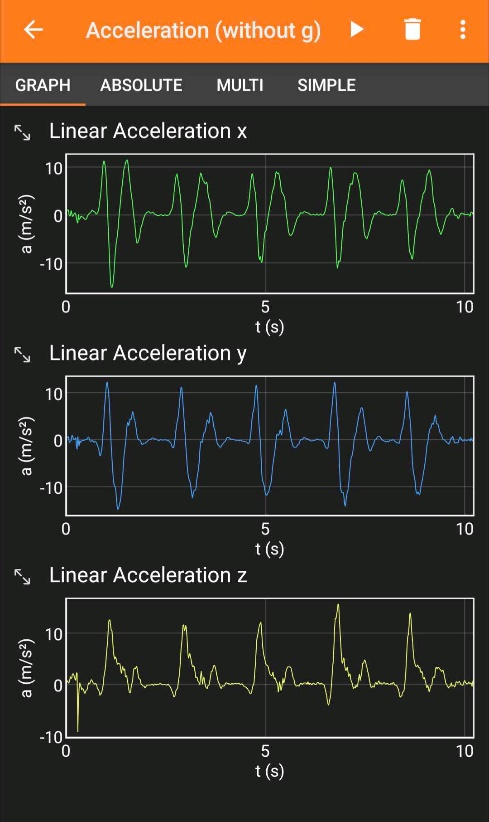 Acceleration (without g)
GRAPH ABSOLUTE MULTI SIMPLE
Linear Acceleration x
10
0
-10
a (m/s²)
0 5 10
t (s)
Linear Acceleration y
10
0
-10
a (m/s²)
0 5 10
t (s)
Linear Acceleration z
10
0
-10
a (m/s²)
0 5 10
t (s)